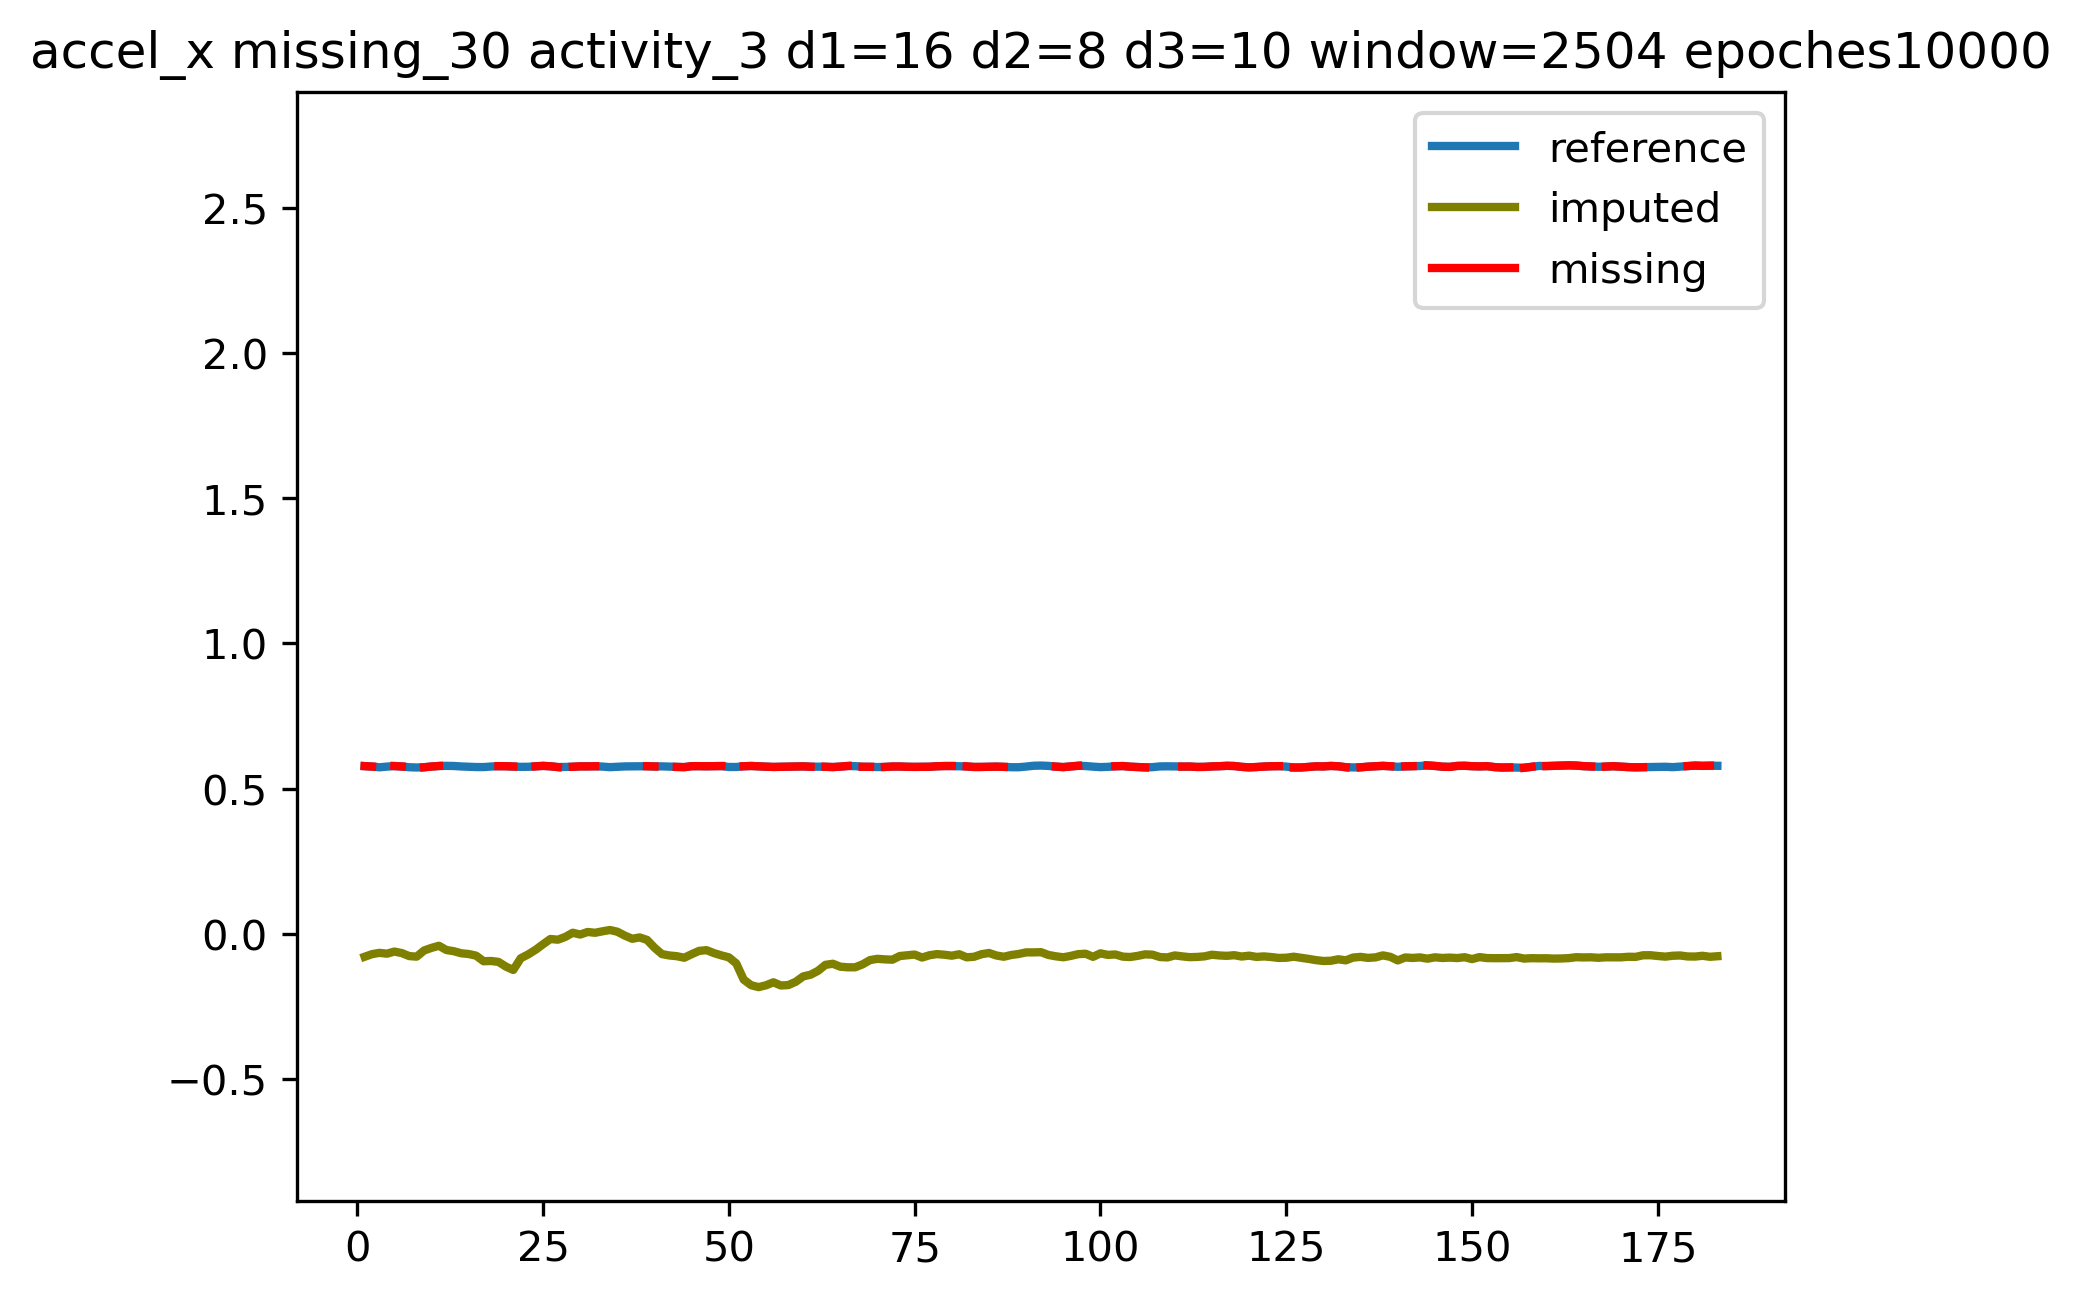 accel_x missing_30 activity_3 d1=16 d2=8 d3=10 window=2504 epoches10000
reference
imputed
missing
2.5
2.0
1.5
1.0
0.5
0.0
−0.5
0 25 50 75 100 125 150 175